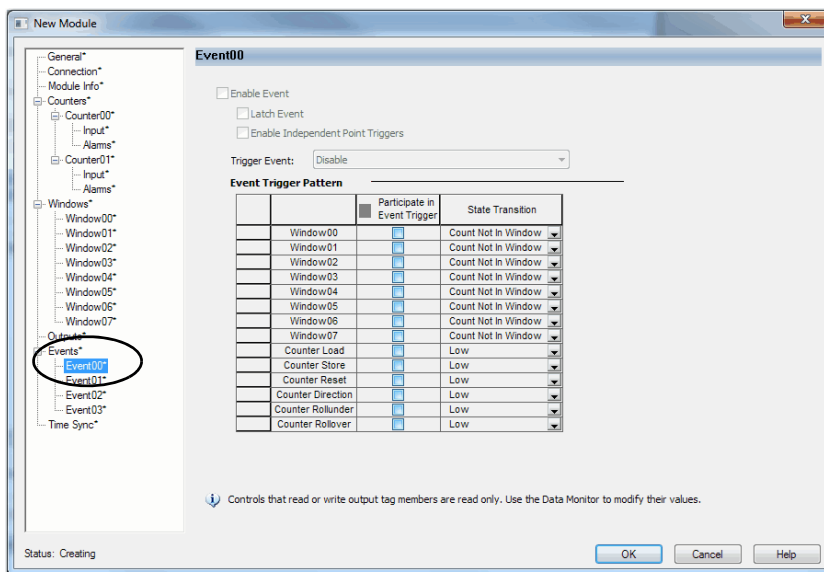 New Module
General*
Connection*
Module Info*
Counters*
Counter00*
Input*
Alarms*
Counter01*
Input*
Alarms*
Windows*
Window00*
Window01*
Window02*
Window03*
Window04*
Window05*
Window06*
Window07*
Outputs*
Events*
Event00*
Event01*
Event02*
Event03*
Time Sync*
Event00
Enable Event
Latch Event
Enable Independent Point Triggers
Trigger Event: Disable
Event Trigger Pattern
Participate in Event Trigger State Transition
Window00 Count Not In Window
Window01 Count Not In Window
Window02 Count Not In Window
Window03 Count Not In Window
Window04 Count Not In Window
Window05 Count Not In Window
Window06 Count Not In Window
Window07 Count Not In Window
Counter Load Low
Counter Store Low
Counter Reset Low
Counter Direction Low
Counter Rollunder Low
Counter Rollover Low
Controls that read or write output tag members are read only. Use the Data Monitor to modify their values.
Status: Creating
OK Cancel Help